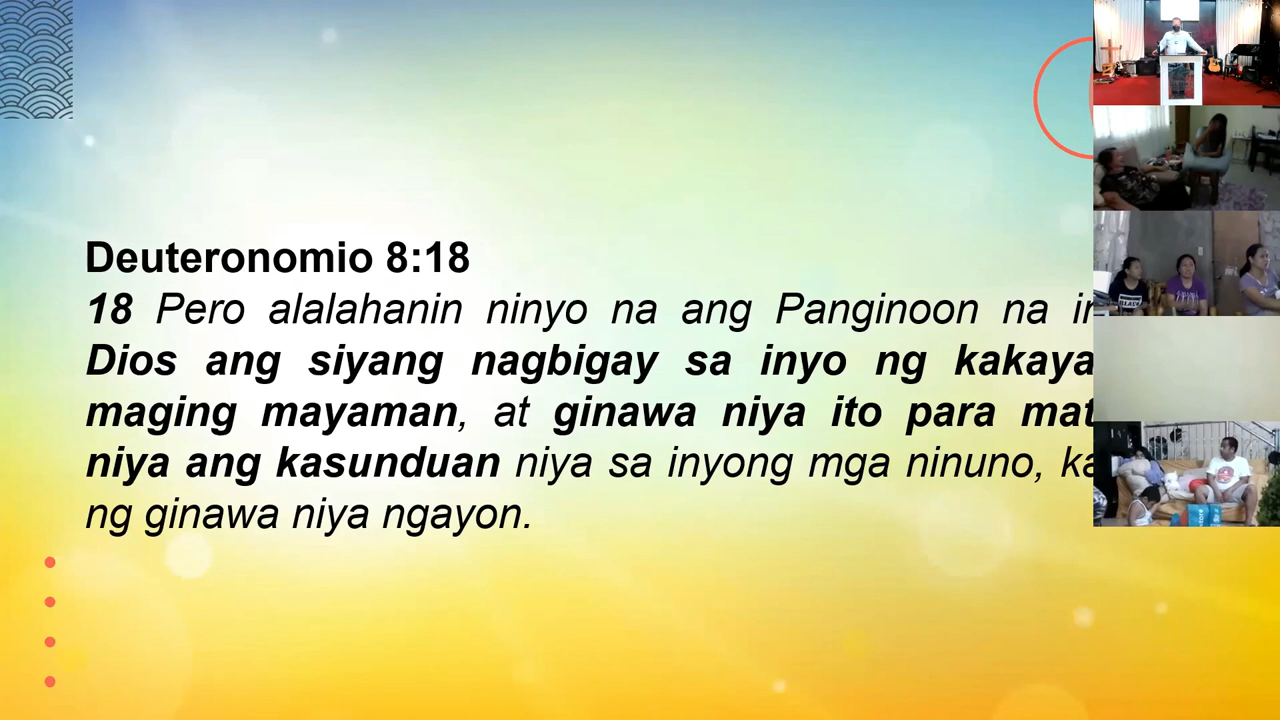 Deuteronomio 8:18
18 Pero alalahanin ninyo na ang Panginoon na
Dios ang siyang nagbigay sa inyo ng
maging mayaman, at ginawa niya ito para
niya ang kasunduan niya sa inyong mga ninuno,
ng ginawa niya ngayon.